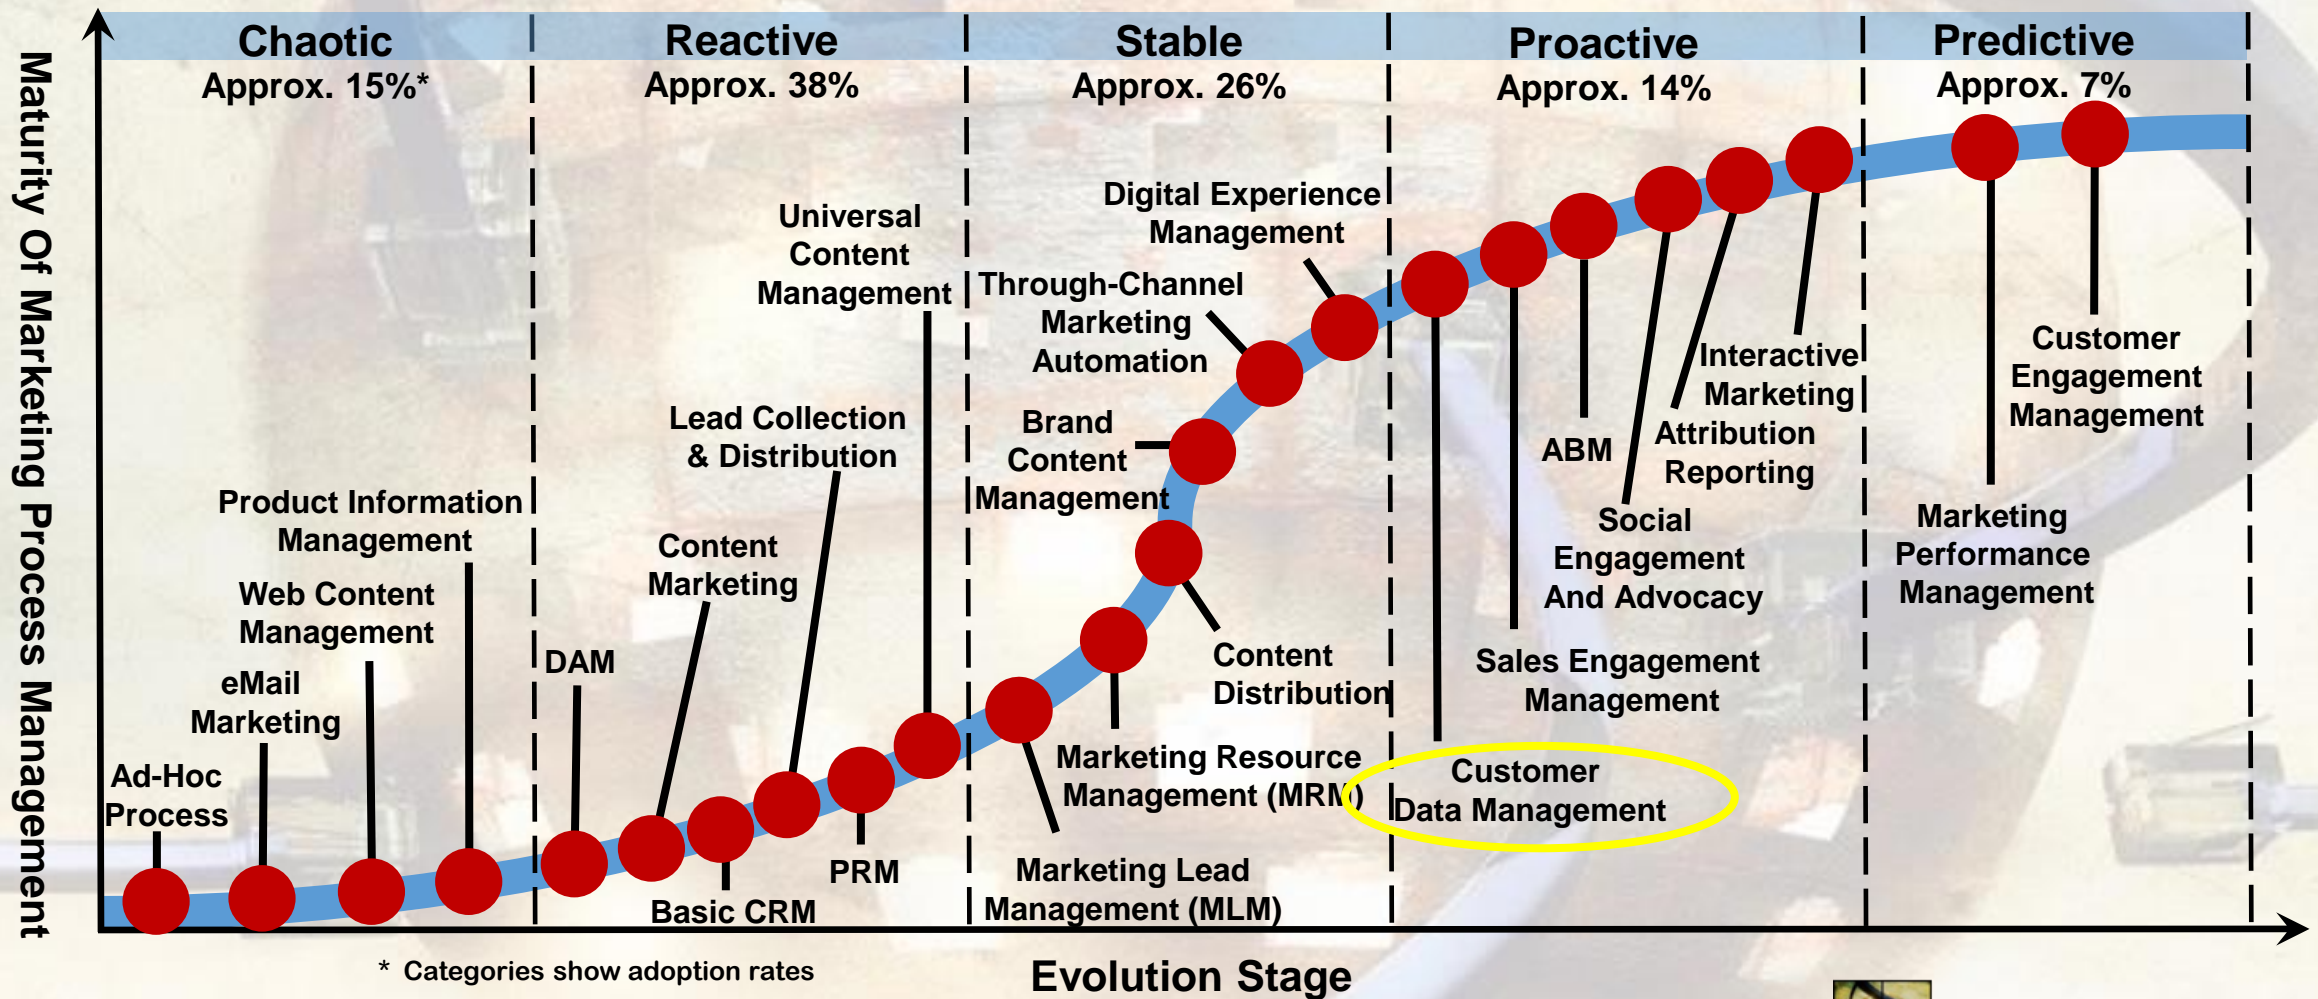 Maturity Of Marketing Process Management
Chaotic
Approx. 15%*
Reactive
Approx. 38%
Stable
Approx. 26%
Proactive
Approx. 14%
Predictive
Approx. 7%
Ad-Hoc
Process
eMail
Marketing
Web Content
Management
Product Information
Management
DAM
Content
Marketing
Basic CRM
Lead Collection
& Distribution
PRM
Universal
Content
Management
Marketing Lead
Management (MLM)
Marketing Resource
Management (MRM)
Content
Distribution
Brand
Content
Management
Through-Channel
Marketing
Automation
Digital Experience
Management
Customer
Data Management
Sales Engagement
Management
ABM
Social
Engagement
And Advocacy
Attribution
Reporting
Interactive
Marketing
Marketing
Performance
Management
Customer
Engagement
Management
* Categories show adoption rates
Evolution Stage